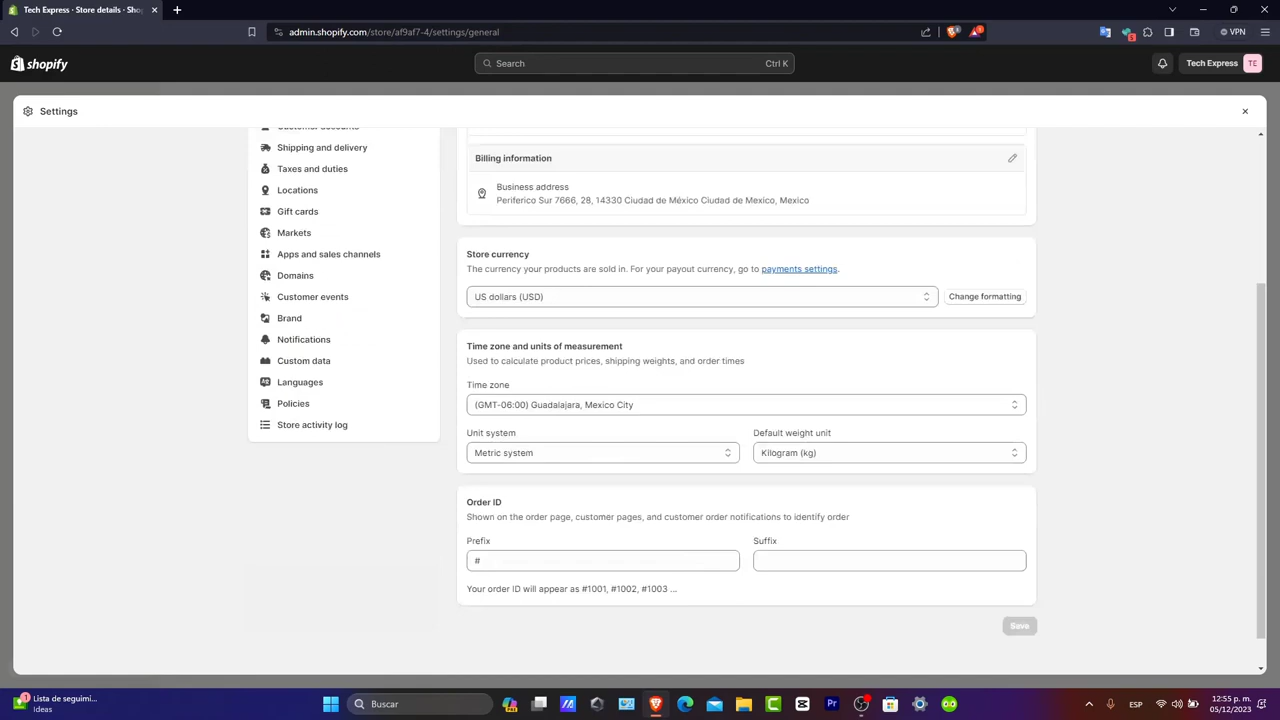 Tech Express · Store details · Sho
admin.shopify.com/store/af9af7-4/settings/general
VPN
shopify
Search
Ctrl K
Tech Express
TE
Settings
Customer accounts
Shipping and delivery
Taxes and duties
Locations
Gift cards
Markets
Apps and sales channels
Domains
Customer events
Brand
Notifications
Custom data
Languages
Policies
Store activity log
Billing information
Business address
Periferico Sur 7666, 28, 14330 Ciudad de México Ciudad de Mexico, Mexico
Store currency
The currency your products are sold in. For your payout currency, go to payments settings.
US dollars (USD)
Change formatting
Time zone and units of measurement
Used to calculate product prices, shipping weights, and order times
Time zone
(GMT-06:00) Guadalajara, Mexico City
Unit system
Default weight unit
Metric system
Kilogram (kg)
Order ID
Shown on the order page, customer pages, and customer order notifications to identify order
Prefix
Suffix
#
Your order ID will appear as #1001, #1002, #1003 ...
Save
1
Lista de seguimi...
Ideas
Buscar
Pr
ESP
12:55 p. m.
05/12/2023